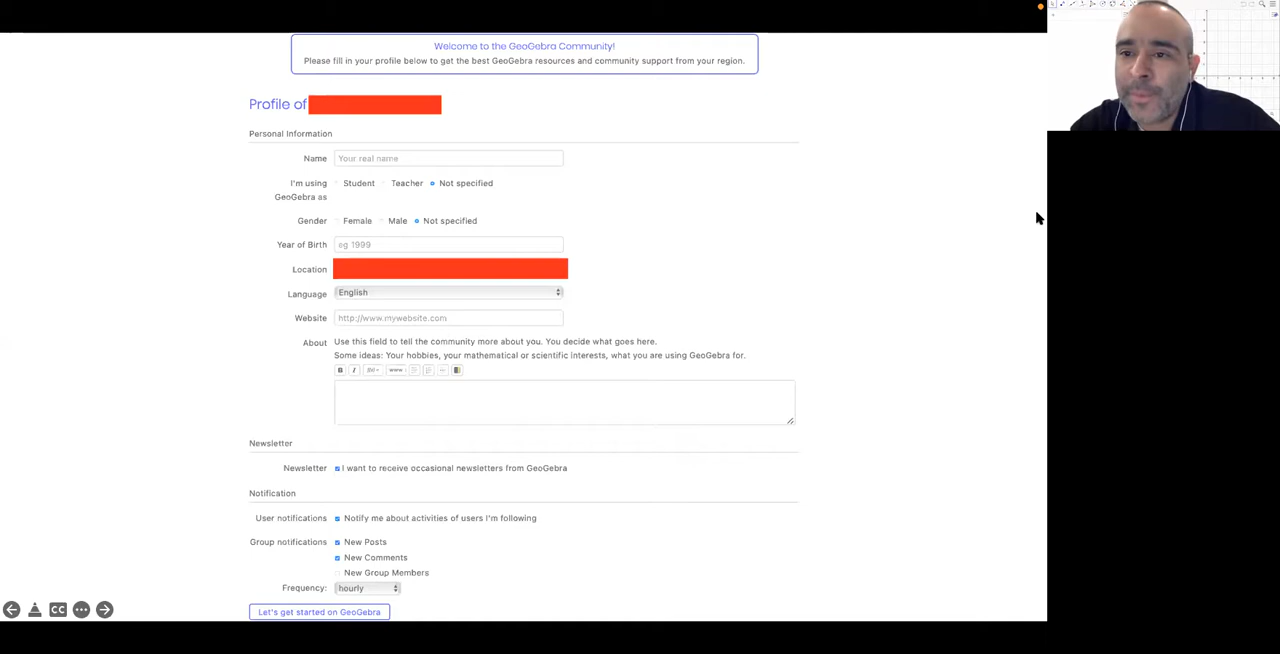 Welcome to the GeoGebra Community!
Please fill in your profile below to get the best GeoGebra resources and community support from your region.
Profile of
Personal Information
Name Your real name
I'm using GeoGebra as Student Teacher Not specified
Gender Female Male Not specified
Year of Birth eg 1999
Location
Language English
Website http://www.mywebsite.com
About Use this field to tell the community more about you. You decide what goes here.
Some ideas: Your hobbies, your mathematical or scientific interests, what you are using GeoGebra for.
B I f(x) www
Newsletter
Newsletter I want to receive occasional newsletters from GeoGebra
Notification
User notifications Notify me about activities of users I'm following
Group notifications New Posts
New Comments
New Group Members
Frequency: hourly
Let's get started on GeoGebra
CC